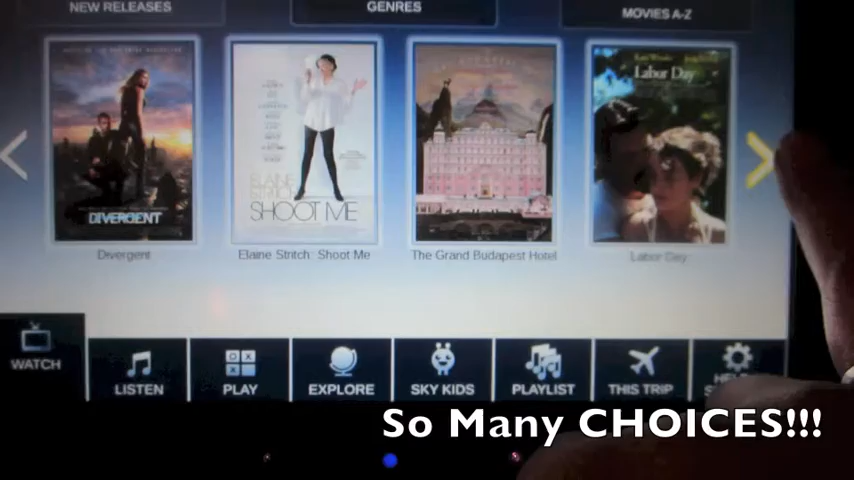 NEW RELEASES
GENRES
MOVIES A-Z
DIVERGENT
ELAINE
STRITCH
SHOOT ME
Labor Day
Divergent
Elaine Stritch: Shoot Me
The Grand Budapest Hotel
Labor Day
WATCH
LISTEN
PLAY
EXPLORE
SKY KIDS
PLAYLIST
THIS TRIP
So Many CHOICES!!!